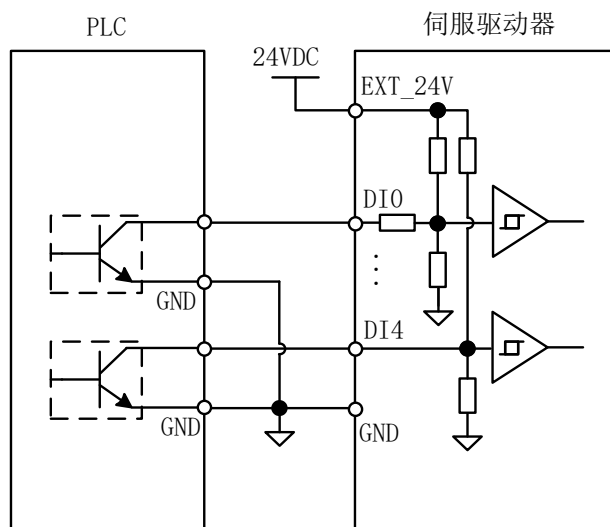 PLC
伺服驱动器
24VDC
EXT_24V
DI0
⋮
GND
DI4
GND
GND